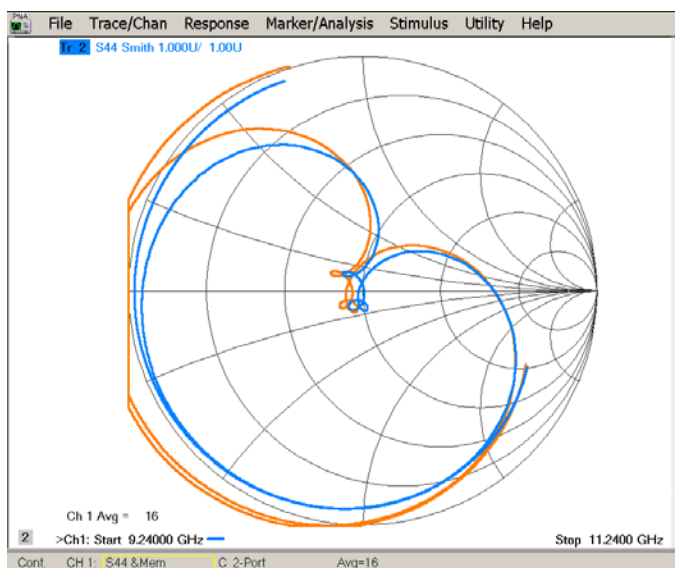 PNA File Trace/Chan Response Marker/Analysis Stimulus Utility Help
Tr 2 S44 Smith 1.000U/ 1.00U
Ch 1 Avg = 16
2 >Ch1: Start 9.24000 GHz Stop 11.2400 GHz
Cont. CH 1: S44 &Mem C 2-Port Avg=16